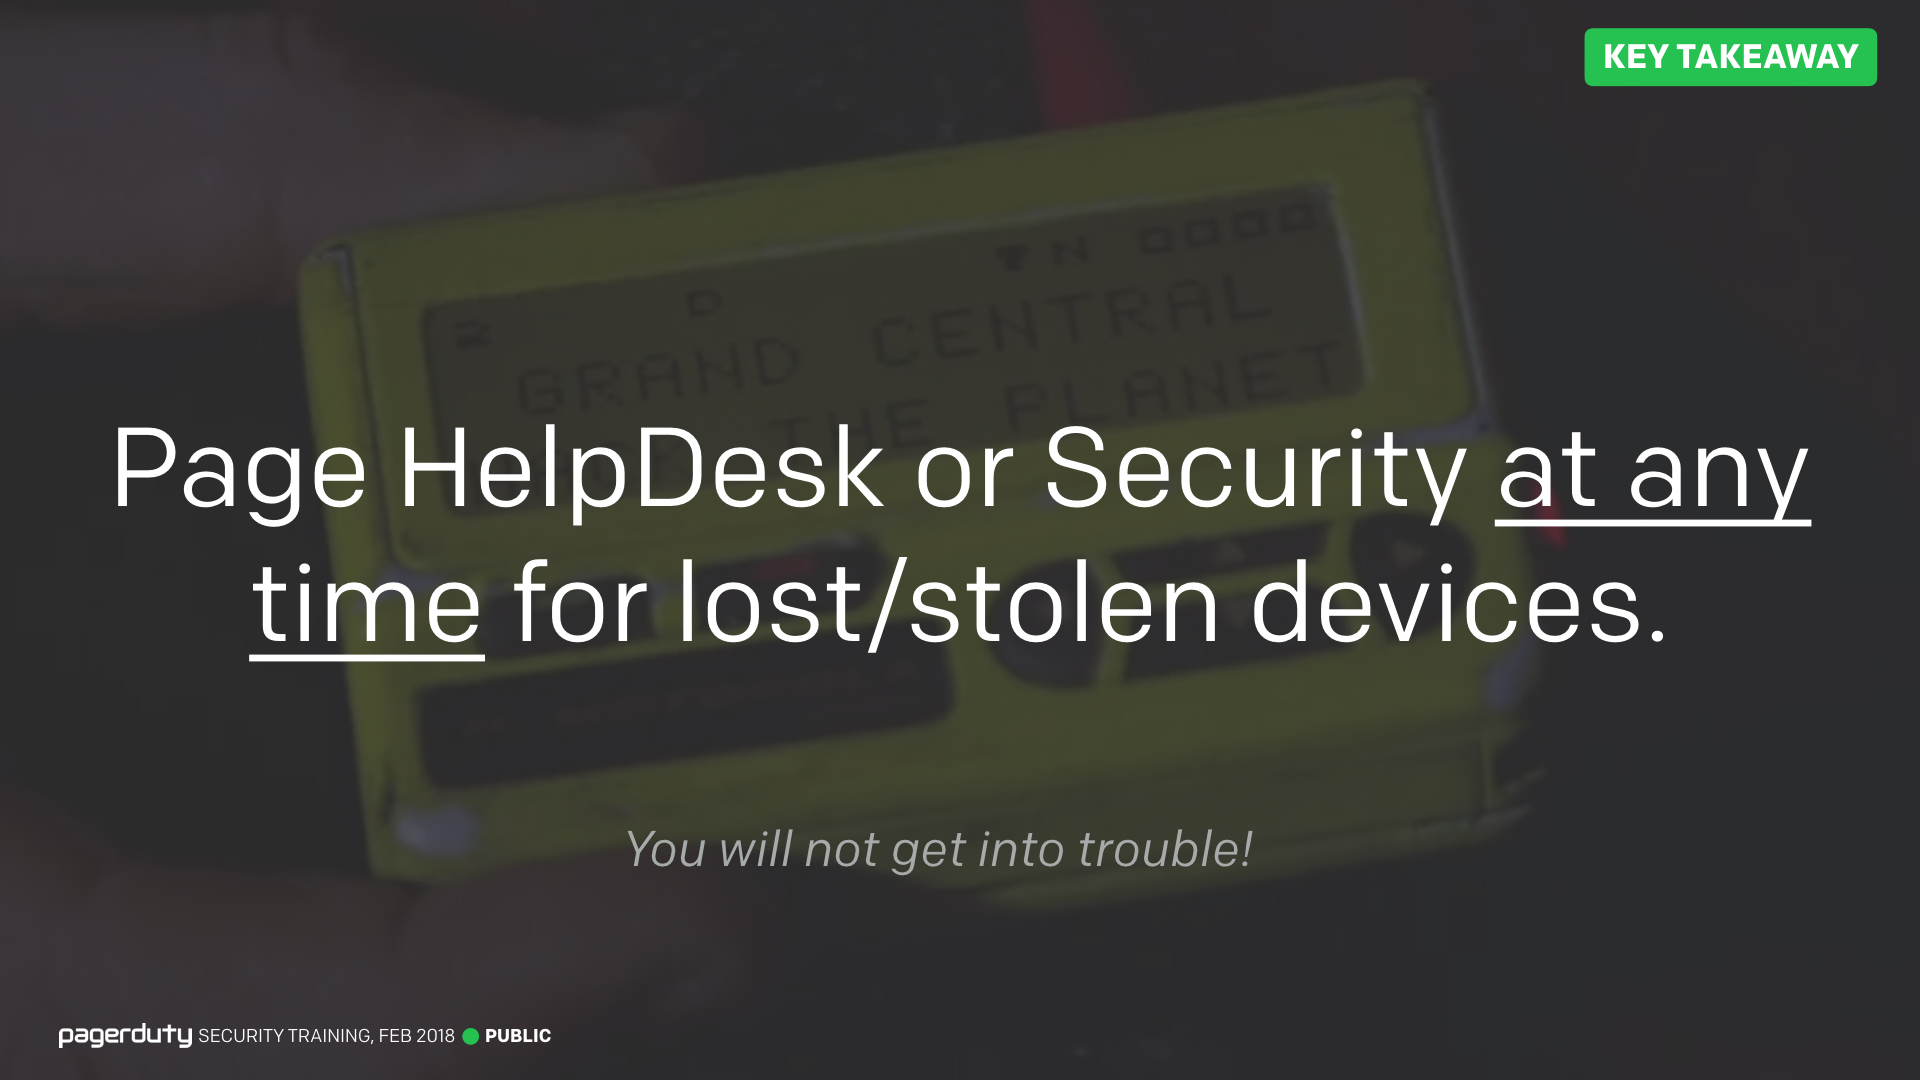 KEY TAKEAWAY
R D N
GRAND CENTRAL
THE PLANET
Page HelpDesk or Security at any
time for lost/stolen devices.
You will not get into trouble!
pagerduty SECURITY TRAINING, FEB 2018 PUBLIC